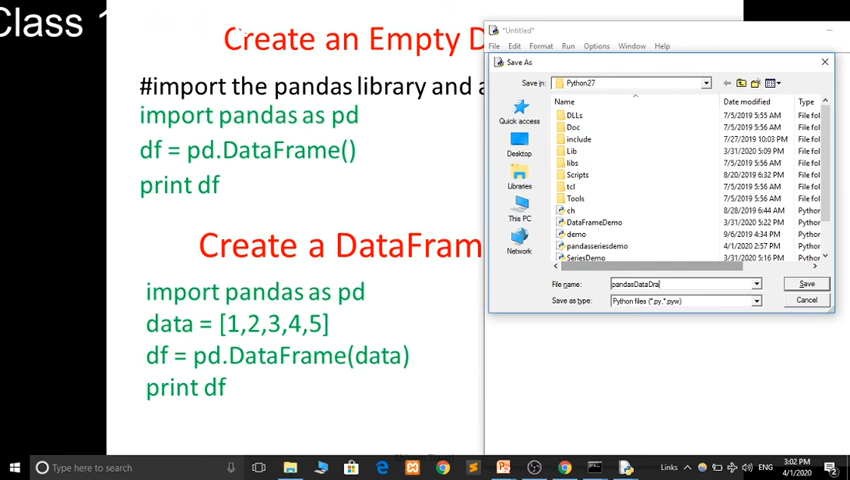 Class 1
Create an Empty D
#import the pandas library and a
import pandas as pd
df = pd.DataFrame()
print df
Create a DataFram
import pandas as pd
data = [1,2,3,4,5]
df = pd.DataFrame(data)
print df
*Untitled*
File Edit Format Run Options Window Help
Save As
Save in: Python27
Name Date modified Type
DLLs 7/5/2019 5:55 AM File fol
Doc 7/5/2019 5:56 AM File fol
include 7/27/2019 10:03 PM File fol
Lib 3/31/2020 5:09 PM File fol
libs 7/5/2019 5:56 AM File fol
Scripts 8/20/2019 6:32 PM File fol
tcl 7/5/2019 5:56 AM File fol
Tools 7/5/2019 5:56 AM File fol
ch 8/28/2019 6:44 AM Python
DataFrameDemo 3/31/2020 5:22 PM Python
demo 9/6/2019 4:34 PM Python
pandasseriesdemo 4/1/2020 2:57 PM Python
SeriesDemo 3/31/2020 5:16 PM Python
Quick access
Desktop
Libraries
This PC
Network
File name: pandasDataDra Save
Save as type: Python files (*.py,*.pyw) Cancel
Type here to search
Links
ENG
3:02 PM
4/1/2020
2